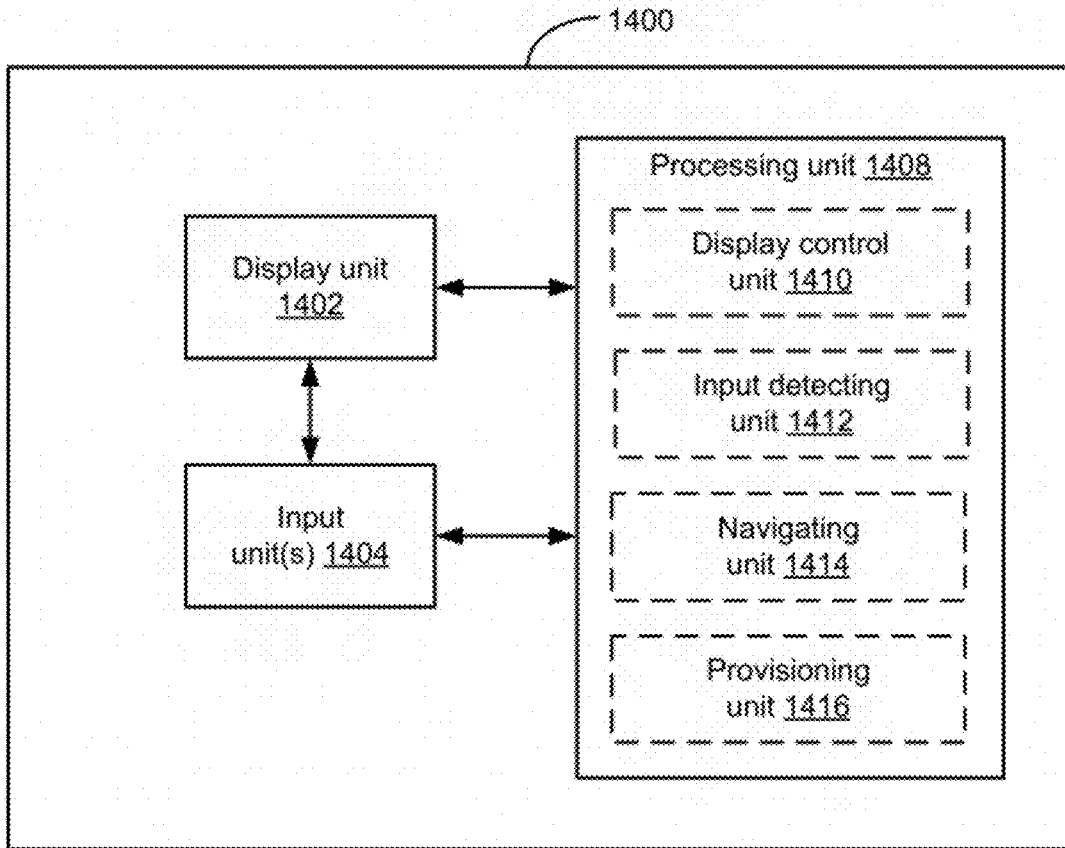 1400
Processing unit 1408
Display control
unit 1410
Display unit
1402
Input detecting
unit 1412
Input
unit(s) 1404
Navigating
unit 1414
Provisioning
unit 1416